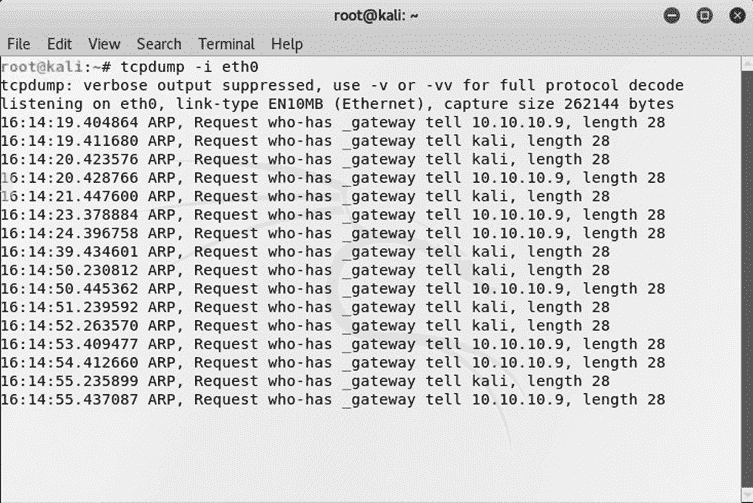 root@kali: ~
File Edit View Search Terminal Help
root@kali:~# tcpdump -i eth0
tcpdump: verbose output suppressed, use -v or -vv for full protocol decode
listening on eth0, link-type EN10MB (Ethernet), capture size 262144 bytes
16:14:19.404864 ARP, Request who-has _gateway tell 10.10.10.9, length 28
16:14:19.411680 ARP, Request who-has _gateway tell kali, length 28
16:14:20.423576 ARP, Request who-has _gateway tell kali, length 28
16:14:20.428766 ARP, Request who-has _gateway tell 10.10.10.9, length 28
16:14:21.447600 ARP, Request who-has _gateway tell kali, length 28
16:14:23.378884 ARP, Request who-has _gateway tell 10.10.10.9, length 28
16:14:24.396758 ARP, Request who-has _gateway tell 10.10.10.9, length 28
16:14:39.434601 ARP, Request who-has _gateway tell kali, length 28
16:14:50.230812 ARP, Request who-has _gateway tell kali, length 28
16:14:50.445362 ARP, Request who-has _gateway tell 10.10.10.9, length 28
16:14:51.239592 ARP, Request who-has _gateway tell kali, length 28
16:14:52.263570 ARP, Request who-has _gateway tell kali, length 28
16:14:53.409477 ARP, Request who-has _gateway tell 10.10.10.9, length 28
16:14:54.412660 ARP, Request who-has _gateway tell 10.10.10.9, length 28
16:14:55.235899 ARP, Request who-has _gateway tell kali, length 28
16:14:55.437087 ARP, Request who-has _gateway tell 10.10.10.9, length 28